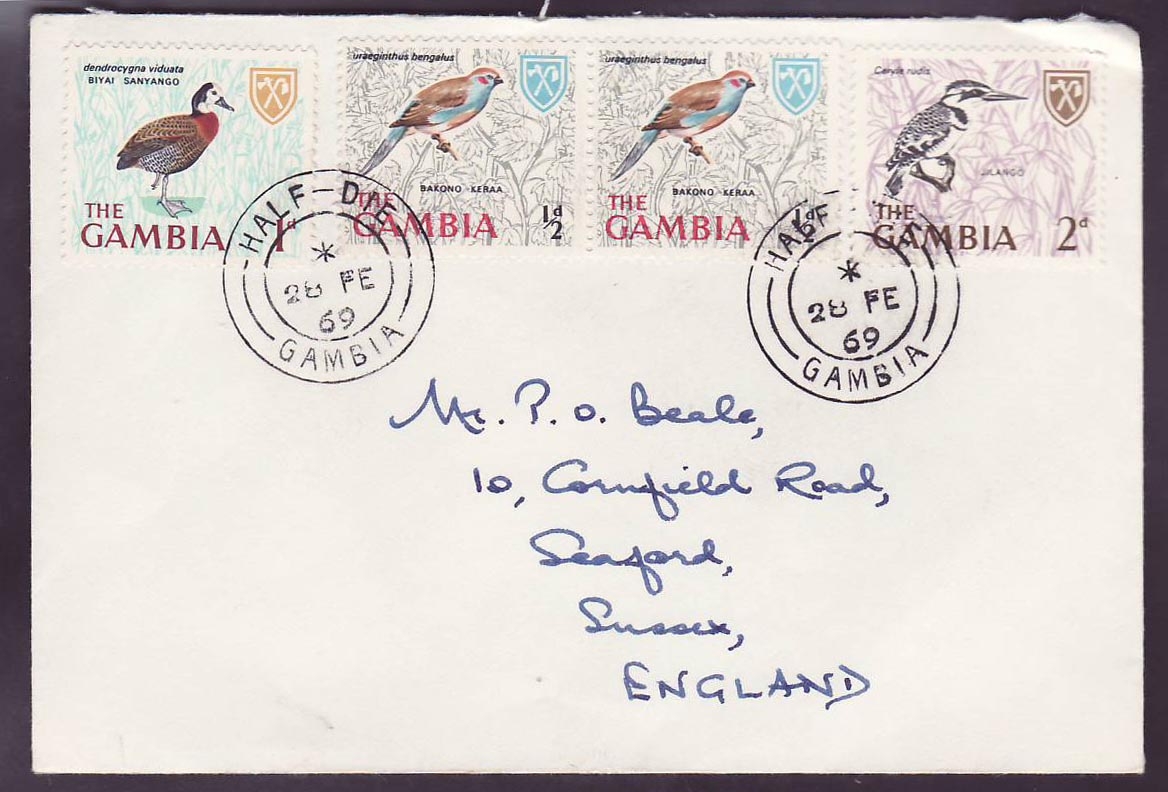 dendrocygna viduata
BIYAI SANYANGO
THE
GAMBIA
uraeginthus bengalus
BAKONO KERAA
THE
GAMBIA ½d
uraeginthus bengalus
BAKONO KERAA
THE
GAMBIA ½d
Ceryle rudis
JILANGO
THE
GAMBIA 2d
HALF-DIE
*
28 FE
69
GAMBIA
HALF
*
28 FE
69
GAMBIA
Mr. P. O. Beale,
10, Cornfield Road,
Seaford,
Sussex,
ENGLAND